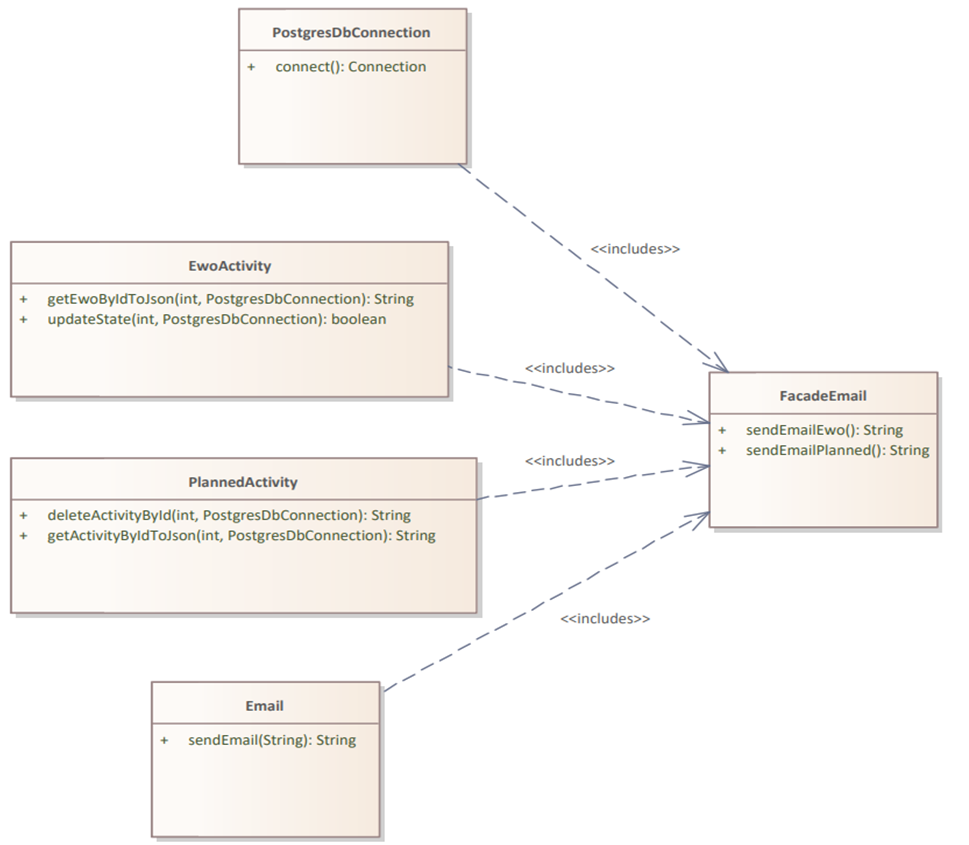 PostgresDbConnection
+ connect(): Connection
<<includes>>
EwoActivity
+ getEwoByIdToJson(int, PostgresDbConnection): String
+ updateState(int, PostgresDbConnection): boolean
<<includes>>
FacadeEmail
+ sendEmailEwo(): String
+ sendEmailPlanned(): String
<<includes>>
PlannedActivity
+ deleteActivityById(int, PostgresDbConnection): String
+ getActivityByIdToJson(int, PostgresDbConnection): String
<<includes>>
Email
+ sendEmail(String): String